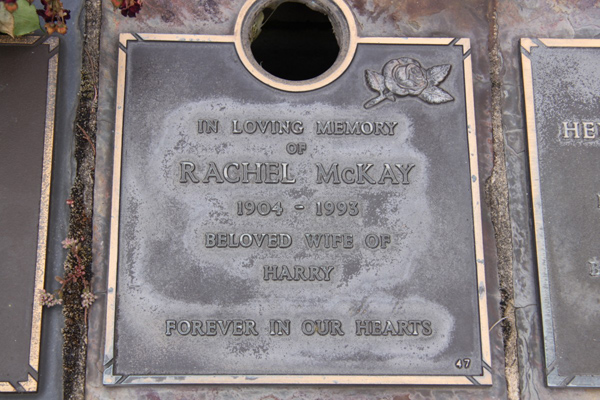 IN LOVING MEMORY
OF
RACHEL McKAY
1904 - 1993
BELOVED WIFE OF
HARRY
FOREVER IN OUR HEARTS
47